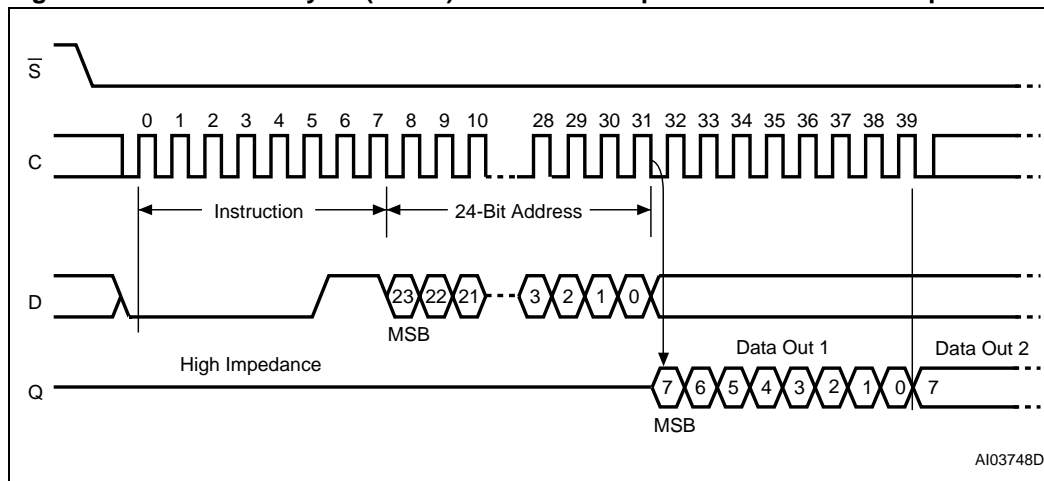 S
0 1 2 3 4 5 6 7 8 9 10 28 29 30 31 32 33 34 35 36 37 38 39
C
Instruction 24-Bit Address
D
23 22 21 3 2 1 0
MSB
High Impedance
Data Out 1 Data Out 2
Q
7 6 5 4 3 2 1 0 7
MSB
AI03748D